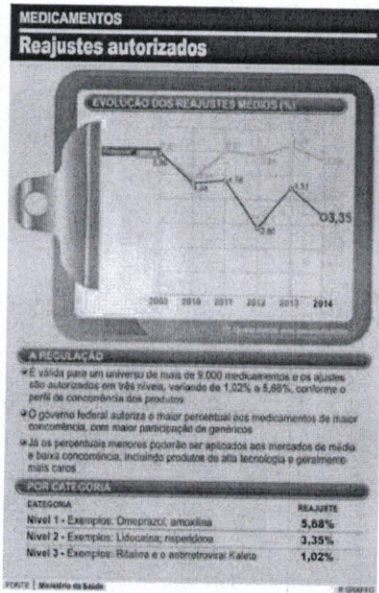 MEDICAMENTOS
Reajustes autorizados
EVOLUÇÃO DOS REAJUSTES MÉDIOS (%)
3,35
2009 2010 2011 2012 2013 2014
A REGULAÇÃO
É válida para um universo de mais de 9.000 medicamentos e os ajustes
são autorizados em três níveis, variando de 1,02% a 5,68%, conforme o
perfil de concorrência dos produtos
O governo federal autoriza o maior percentual aos medicamentos de maior
concorrência, com maior participação de genéricos
Já os percentuais menores poderão ser aplicados aos mercados de média
e baixa concorrência, incluindo produtos de alta tecnologia e geralmente
mais caros
POR CATEGORIA
CATEGORIA REAJUSTE
Nível 1 - Exemplos: Omeprazol; amoxilina 5,68%
Nível 2 - Exemplos: Lidocaína; risperidona 3,35%
Nível 3 - Exemplos: Ritalina e o antirretroviral Kaleta 1,02%
FONTE | Ministério da Saúde